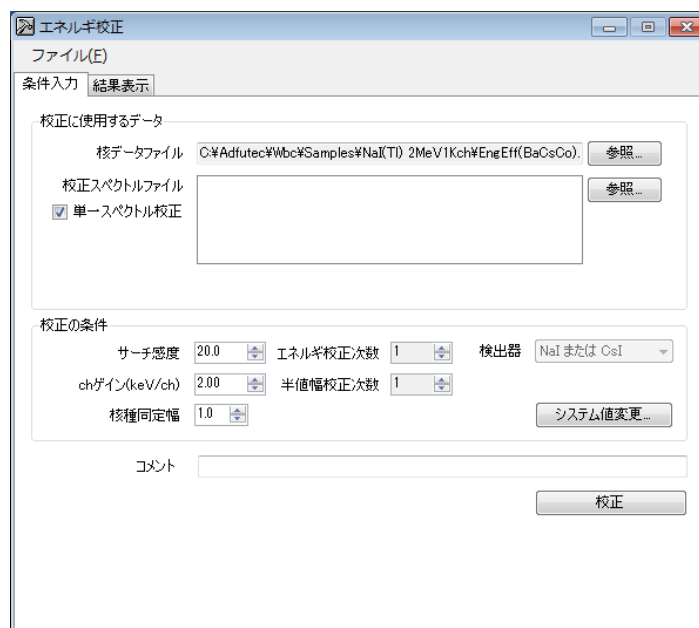 エネルギ校正
ファイル(F)
条件入力 結果表示
校正に使用するデータ
核データファイル C:¥Adfutec¥Wbc¥Samples¥NaI(Tl) 2MeV1Kch¥EngEff(BaCsCo). 参照...
校正スペクトルファイル 参照...
単一スペクトル校正
校正の条件
サーチ感度 20.0 エネルギ校正次数 1 検出器 NaI または CsI
chゲイン(keV/ch) 2.00 半値幅校正次数 1
核種同定幅 1.0 システム値変更...
コメント
校正